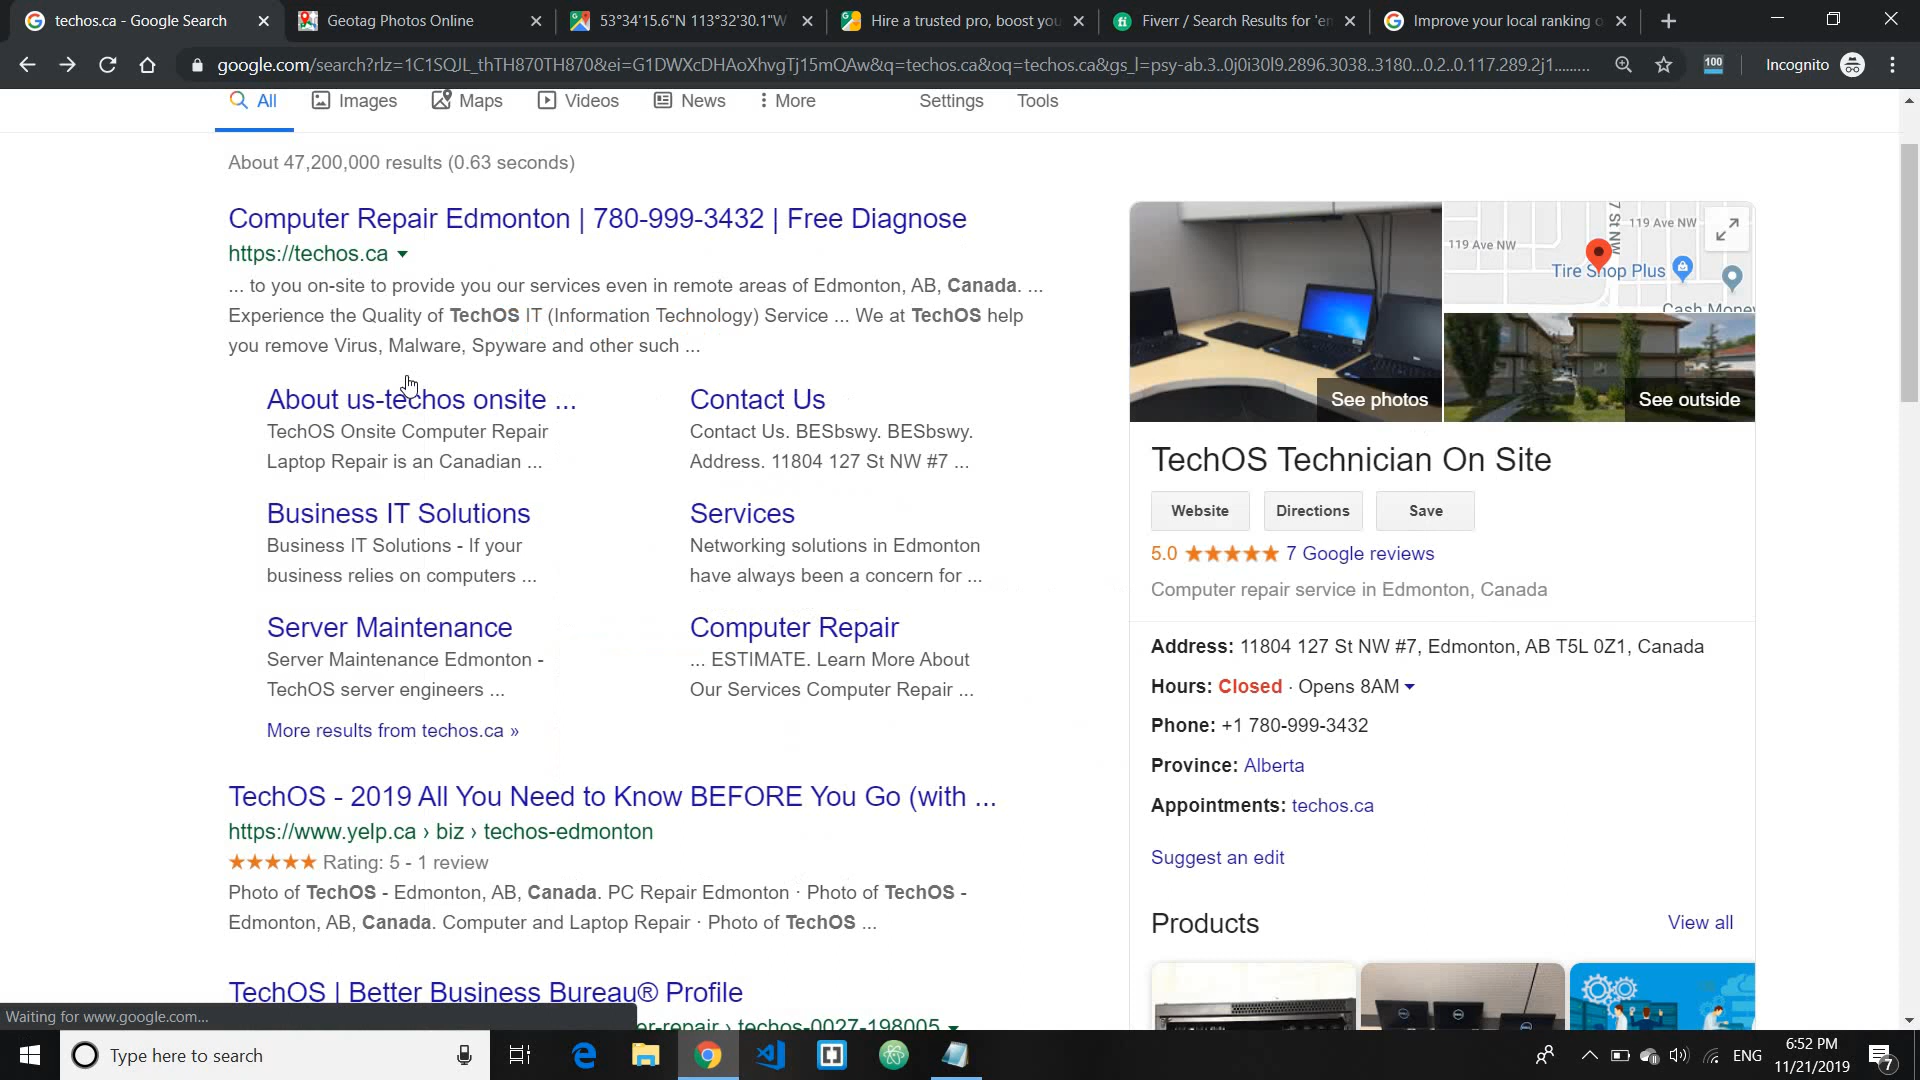 techos.ca - Google Search
Geotag Photos Online
53°34'15.6"N 113°32'30.1"W
Hire a trusted pro, boost you
Fiverr / Search Results for 'em
Improve your local ranking o
google.com/search?rlz=1C1SQJL_thTH870TH870&ei=G1DWXcDHAoXhvgTj15mQAw&q=techos.ca&oq=techos.ca&gs_l=psy-ab.3..0j0i30l9.2896.3038..3180...0.2..0.117.289.2j1.........
100
Incognito
All
Images
Maps
Videos
News
More
Settings
Tools
About 47,200,000 results (0.63 seconds)
Computer Repair Edmonton | 780-999-3432 | Free Diagnose
https://techos.ca
... to you on-site to provide you our services even in remote areas of Edmonton, AB, Canada. ...
Experience the Quality of TechOS IT (Information Technology) Service ... We at TechOS help
you remove Virus, Malware, Spyware and other such ...
About us-techos onsite ...
TechOS Onsite Computer Repair
Laptop Repair is an Canadian ...
Contact Us
Contact Us. BESbswy. BESbswy.
Address. 11804 127 St NW #7 ...
Business IT Solutions
Business IT Solutions - If your
business relies on computers ...
Services
Networking solutions in Edmonton
have always been a concern for ...
Server Maintenance
Server Maintenance Edmonton -
TechOS server engineers ...
Computer Repair
... ESTIMATE. Learn More About
Our Services Computer Repair ...
More results from techos.ca »
TechOS - 2019 All You Need to Know BEFORE You Go (with ...
https://www.yelp.ca › biz › techos-edmonton
Rating: 5 - 1 review
Photo of TechOS - Edmonton, AB, Canada. PC Repair Edmonton · Photo of TechOS -
Edmonton, AB, Canada. Computer and Laptop Repair · Photo of TechOS ...
TechOS | Better Business Bureau® Profile
er-repair › techos-0027-198005
Waiting for www.google.com...
7 St NW
119 Ave NW
119 Ave NW
Tire Shop Plus
Cash Money
See photos
See outside
TechOS Technician On Site
Website
Directions
Save
5.0
7 Google reviews
Computer repair service in Edmonton, Canada
Address: 11804 127 St NW #7, Edmonton, AB T5L 0Z1, Canada
Hours: Closed · Opens 8AM
Phone: +1 780-999-3432
Province: Alberta
Appointments: techos.ca
Suggest an edit
Products
View all
Type here to search
ENG
6:52 PM
11/21/2019
7